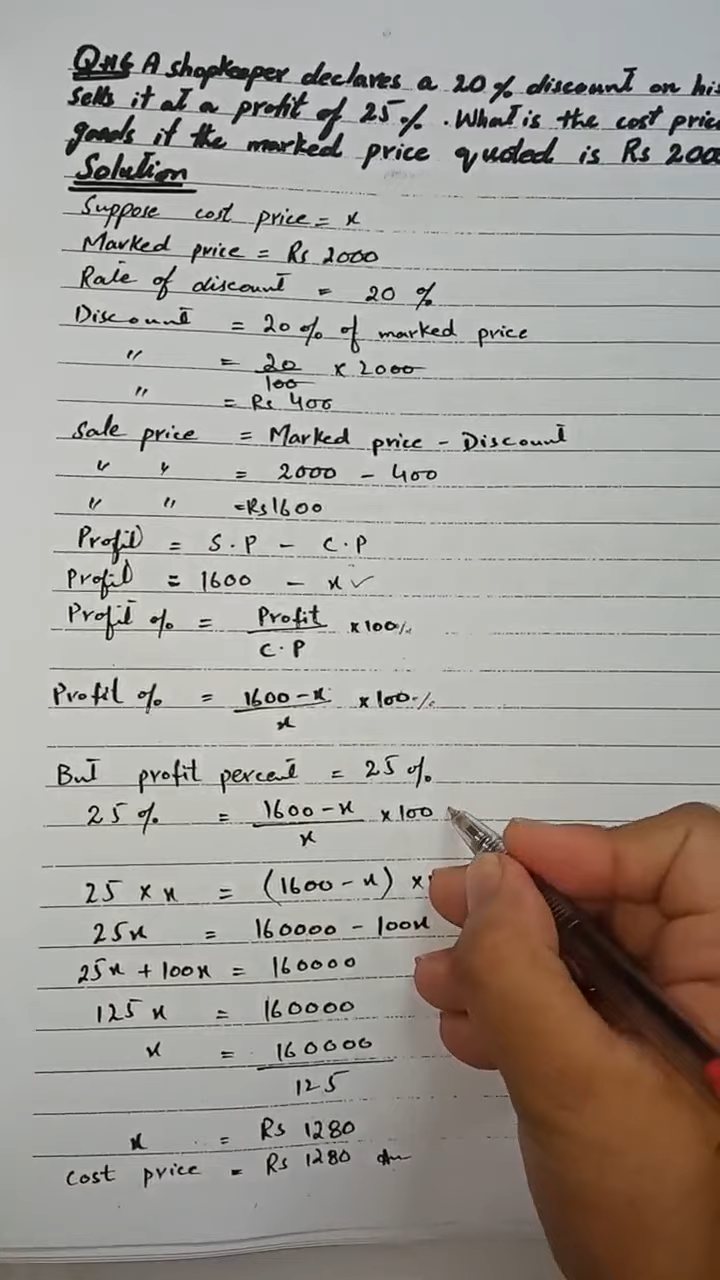 Q#16 A shopkeeper declares a 20% discount on his
sells it at a profit of 25%. What is the cost price
goods if the marked price quoted is Rs 200
Solution
Suppose cost price = x
Marked price = Rs 2000
Rate of discount = 20 %
Discount = 20% of marked price
" = 20/100 × 2000
" = Rs 400
Sale price = Marked price - Discount
" " = 2000 - 400
" " = Rs 1600
Profit = S.P - C.P
Profit = 1600 - x ✓
Profit % = Profit/C.P × 100%
Profit % = 1600-x/x × 100%
But profit percent = 25%
25% = 1600-x/x × 100
25 × x = (1600 - x) ×
25x = 160000 - 100x
25x + 100x = 160000
125 x = 160000
x = 160000/125
x = Rs 1280
cost price = Rs 1280